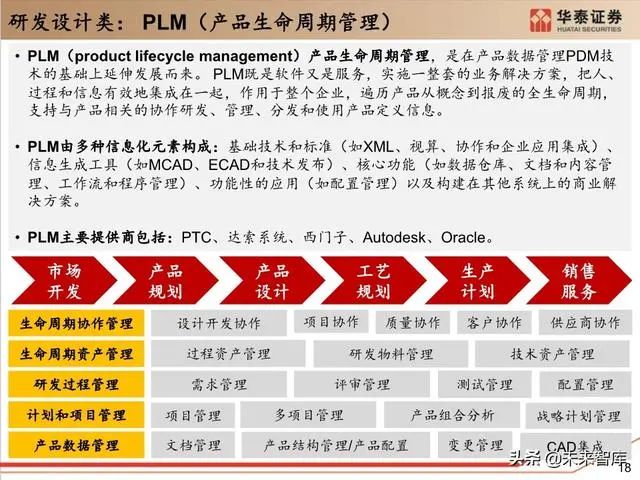 研发设计类： PLM（产品生命周期管理）
华泰证券
HUATAI SECURITIES
• PLM（product lifecycle management）产品生命周期管理，是在产品数据管理PDM技
术的基础上延伸发展而来。 PLM既是软件又是服务，实施一整套的业务解决方案，把人、
过程和信息有效地集成在一起，作用于整个企业，遍历产品从概念到报废的全生命周期，
支持与产品相关的协作研发、管理、分发和使用产品定义信息。
• PLM由多种信息化元素构成：基础技术和标准（如XML、视算、协作和企业应用集成）、
信息生成工具（如MCAD、ECAD和技术发布）、核心功能（如数据仓库、文档和内容管
理、工作流和程序管理）、功能性的应用（如配置管理）以及构建在其他系统上的商业解
决方案。
• PLM主要提供商包括：PTC、达索系统、西门子、Autodesk、Oracle。
市场
开发
产品
规划
产品
设计
工艺
规划
生产
计划
销售
服务
生命周期协作管理 设计开发协作 项目协作 质量协作 客户协作 供应商协作
生命周期资产管理 过程资产管理 研发物料管理 技术资产管理
研发过程管理 需求管理 评审管理 测试管理 配置管理
计划和项目管理 项目管理 多项目管理 产品组合分析 战略计划管理
产品数据管理 文档管理 产品结构管理/产品配置 变更管理 CAD集成
头条@未来智库
18